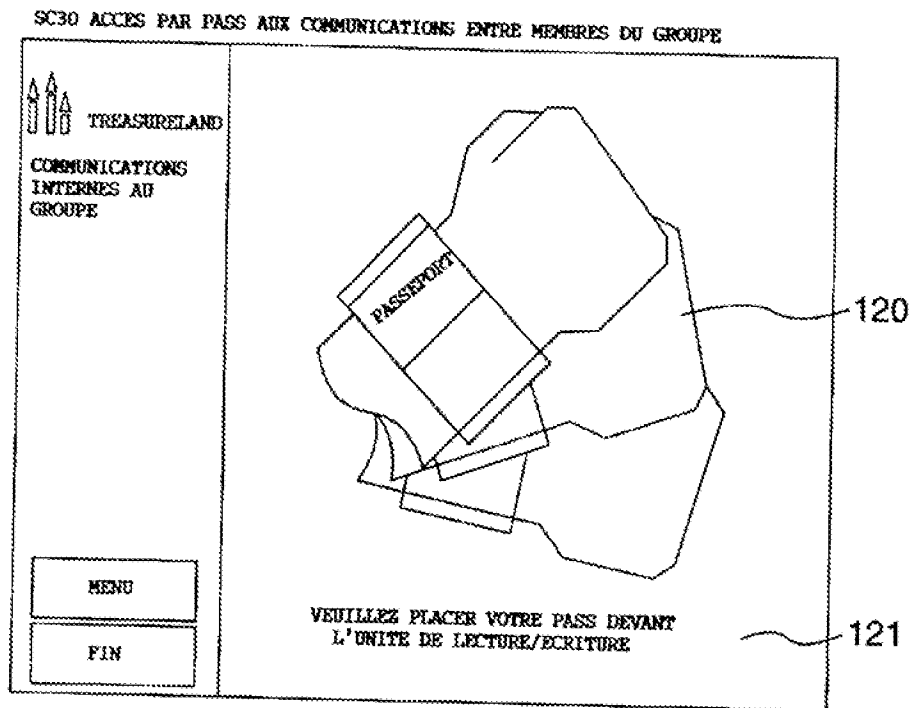 SC30 ACCES PAR PASS AUX COMMUNICATIONS ENTRE MEMBRES DU GROUPE
TREASURELAND
COMMUNICATIONS
INTERNES AU
GROUPE
PASSEPORT
120
MENU
FIN
VEUILLEZ PLACER VOTRE PASS DEVANT
L'UNITE DE LECTURE/ECRITURE
121